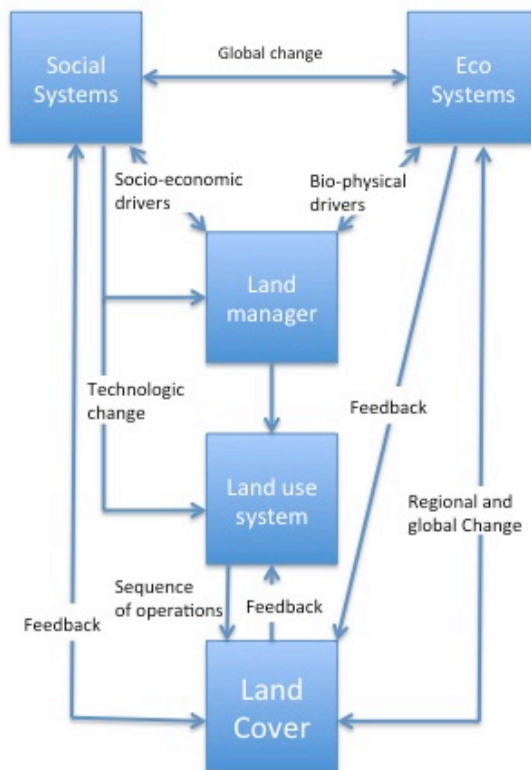 Social
Systems
Global change
Eco
Systems
Socio-economic
drivers
Bio-physical
drivers
Land
manager
Technologic
change
Feedback
Land use
system
Regional and
global Change
Sequence
of operations
Feedback
Feedback
Land
Cover